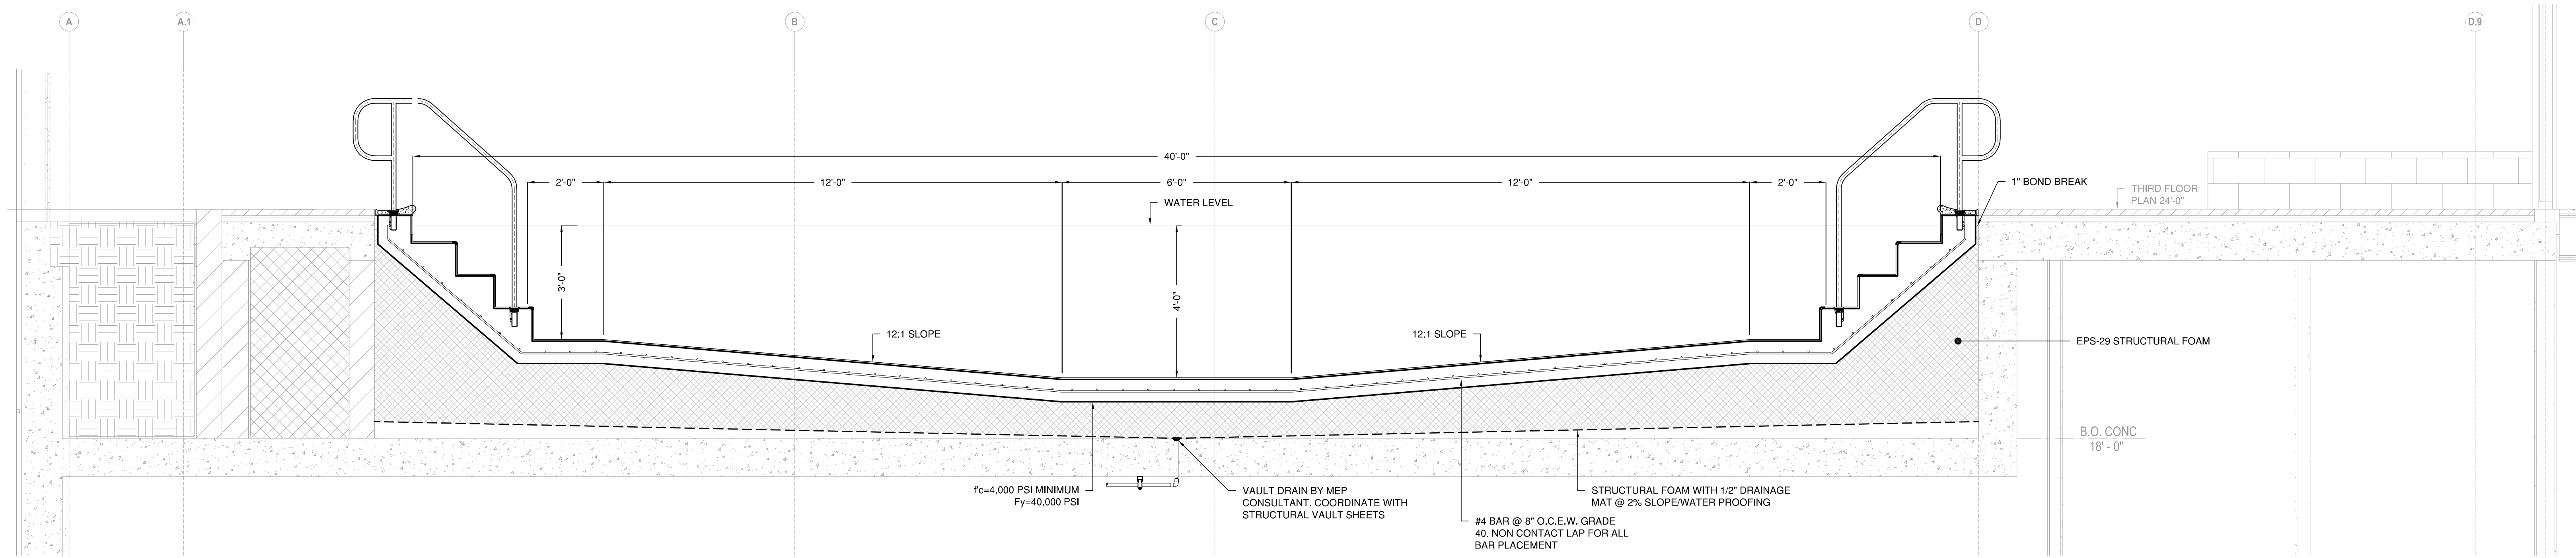 A
A.1
B
C
D
D.9
40'-0"
2'-0"
12'-0"
6'-0"
12'-0"
2'-0"
1" BOND BREAK
THIRD FLOOR
PLAN 24'-0"
WATER LEVEL
3'-0"
4'-0"
12:1 SLOPE
12:1 SLOPE
EPS-29 STRUCTURAL FOAM
B.O. CONC
18' - 0"
f'c=4,000 PSI MINIMUM
Fy=40,000 PSI
VAULT DRAIN BY MEP
CONSULTANT. COORDINATE WITH
STRUCTURAL VAULT SHEETS
STRUCTURAL FOAM WITH 1/2" DRAINAGE
MAT @ 2% SLOPE/WATER PROOFING
#4 BAR @ 8" O.C.E.W. GRADE
40. NON CONTACT LAP FOR ALL
BAR PLACEMENT